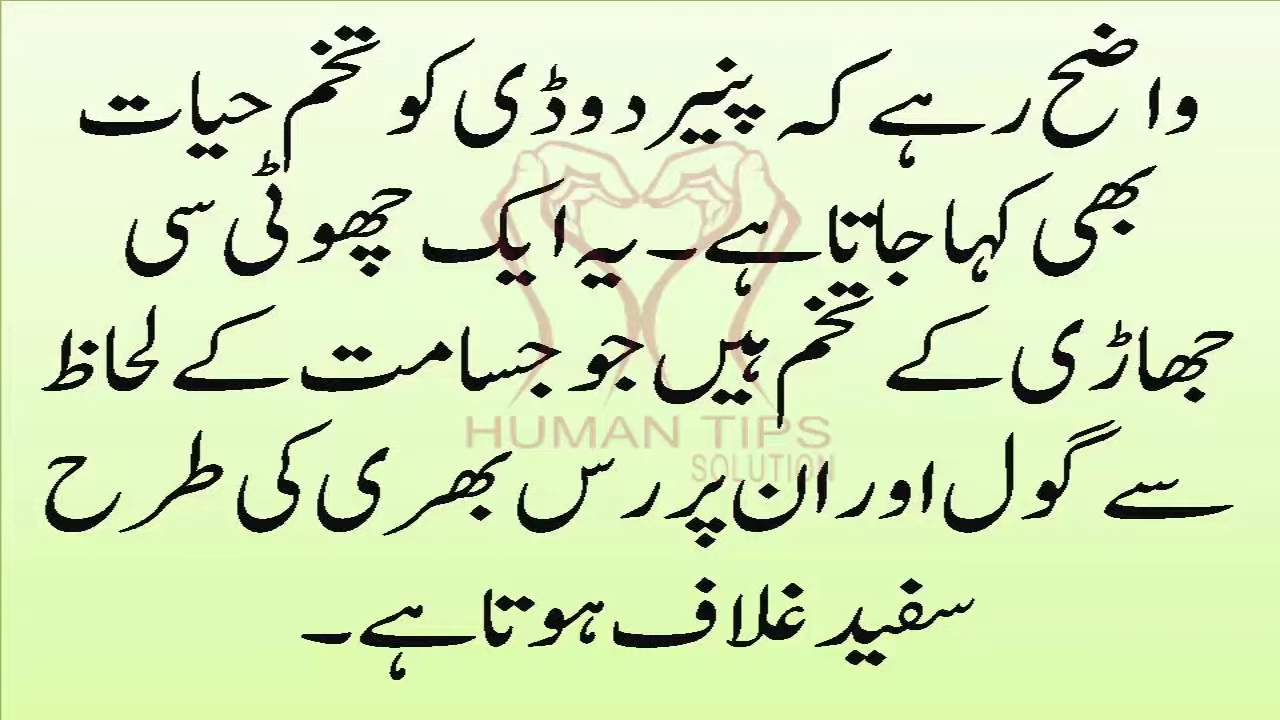 واضح رہے کہ پنیر دوڈی کو تخم حیات
بھی کہا جاتا ہے۔ یہ ایک چھوٹی سی
جھاڑی کے تخم ہیں جو جسامت کے لحاظ
سے گول اور ان پر رس بھری کی طرح
سفید غلاف ہوتا ہے۔
HUMAN TIPS
SOLUTION